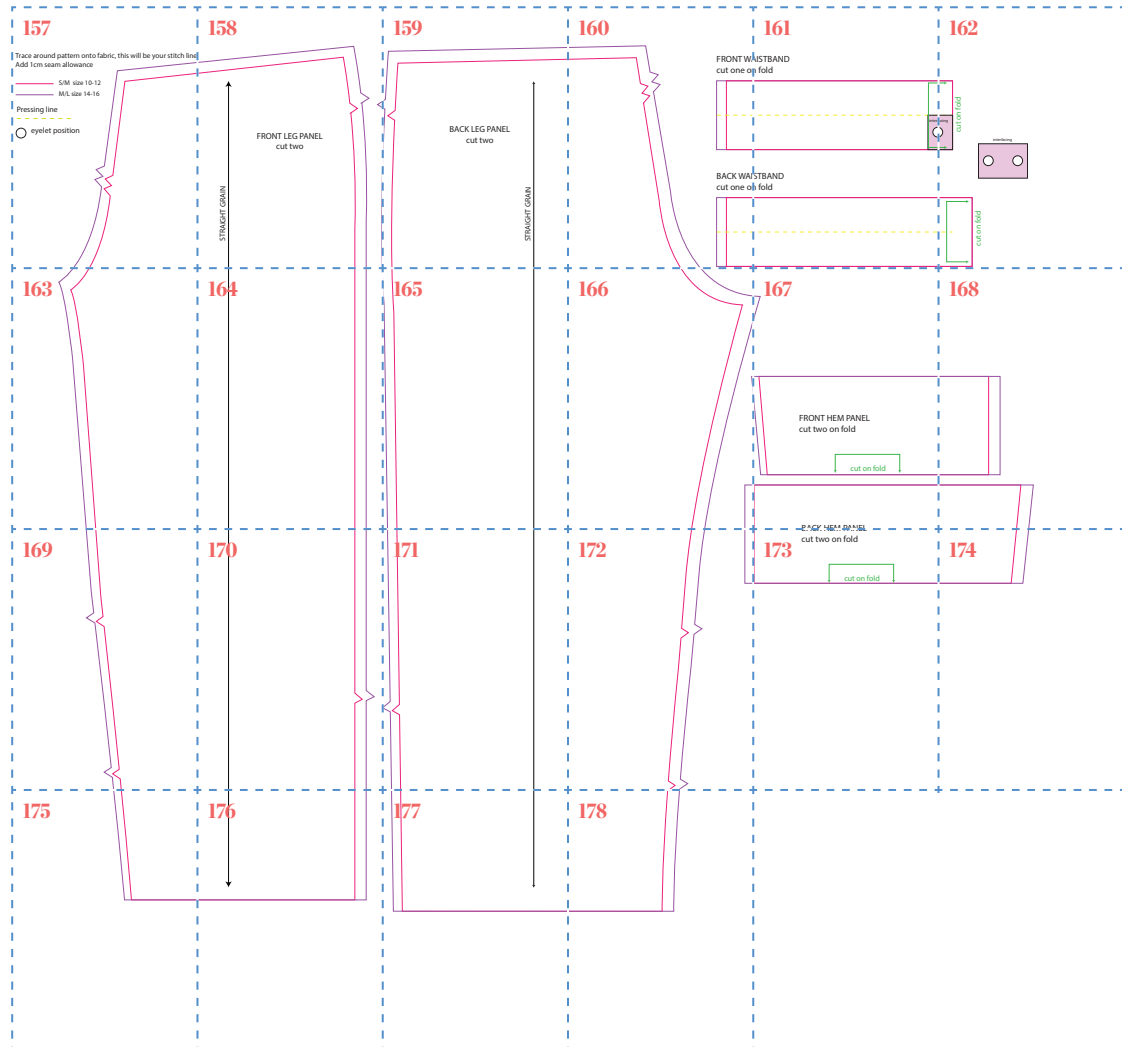 157
158
159
160
161
162
Trace around pattern onto fabric, this will be your stitch line
Add 1cm seam allowance
S/M size 10-12
M/L size 14-16
Pressing line
eyelet position
FRONT LEG PANEL
cut two
STRAIGHT GRAIN
BACK LEG PANEL
cut two
STRAIGHT GRAIN
FRONT WAISTBAND
cut one on fold
cut on fold
interfacing
interfacing
BACK WAISTBAND
cut one on fold
cut on fold
163
164
165
166
167
168
FRONT HEM PANEL
cut two on fold
cut on fold
BACK HEM PANEL
cut two on fold
cut on fold
169
170
171
172
173
174
175
176
177
178